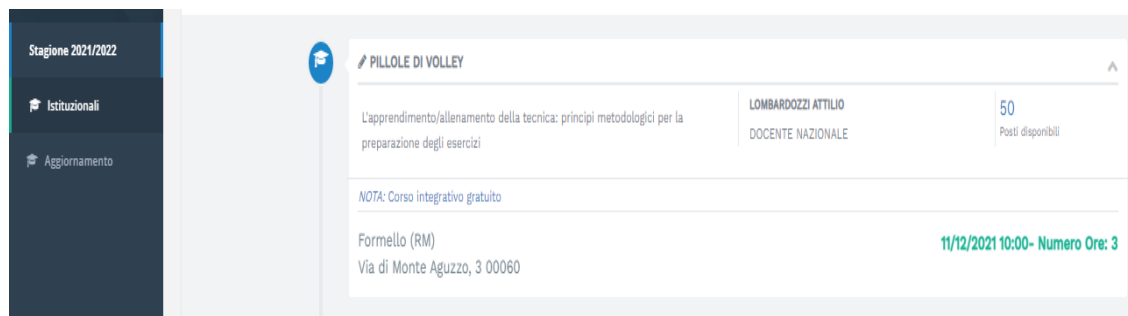 Stagione 2021/2022
Istituzionali
Aggiornamento
PILLOLE DI VOLLEY
L'apprendimento/allenamento della tecnica: principi metodologici per la
preparazione degli esercizi
LOMBARDOZZI ATTILIO
DOCENTE NAZIONALE
50
Posti disponibili
NOTA: Corso integrativo gratuito
Formello (RM)
Via di Monte Aguzzo, 3 00060
11/12/2021 10:00- Numero Ore: 3